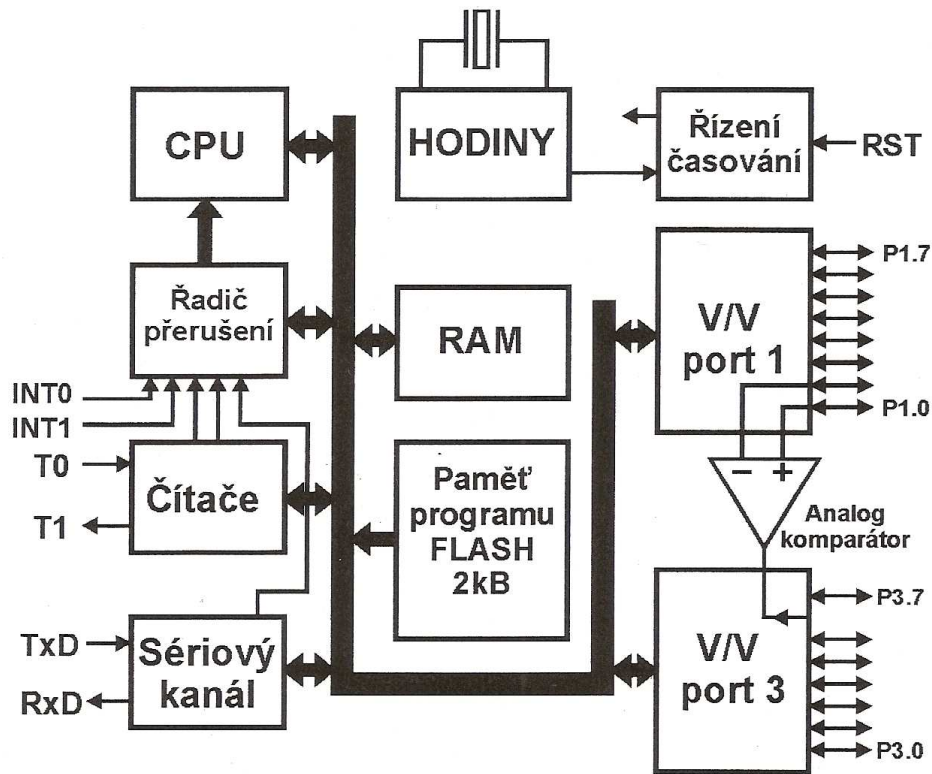 CPU
HODINY
Řízení
časování
RST
Řadič
přerušení
RAM
V/V
port 1
P1.7
P1.0
INT0
INT1
T0
T1
Čítače
Paměť
programu
FLASH
2kB
- +
Analog
komparátor
TxD
RxD
Sériový
kanál
V/V
port 3
P3.7
P3.0